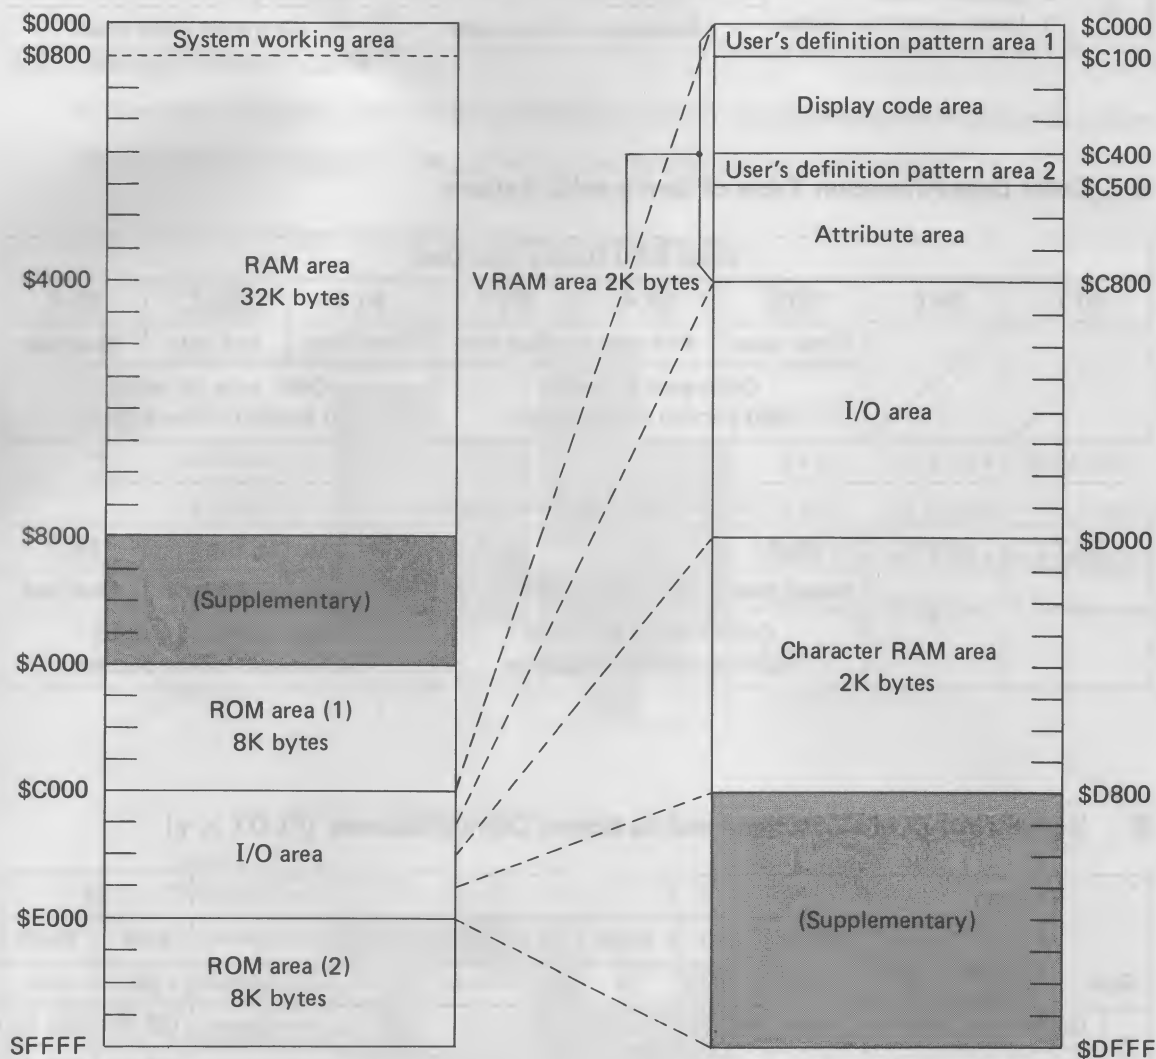 $0000
System working area
$0800
RAM area
32K bytes
$4000
$8000
(Supplementary)
$A000
ROM area (1)
8K bytes
$C000
I/O area
$E000
ROM area (2)
8K bytes
SFFFF
VRAM area 2K bytes
$C000
User's definition pattern area 1
$C100
Display code area
$C400
User's definition pattern area 2
$C500
Attribute area
$C800
I/O area
$D000
Character RAM area
2K bytes
$D800
(Supplementary)
$DFFF